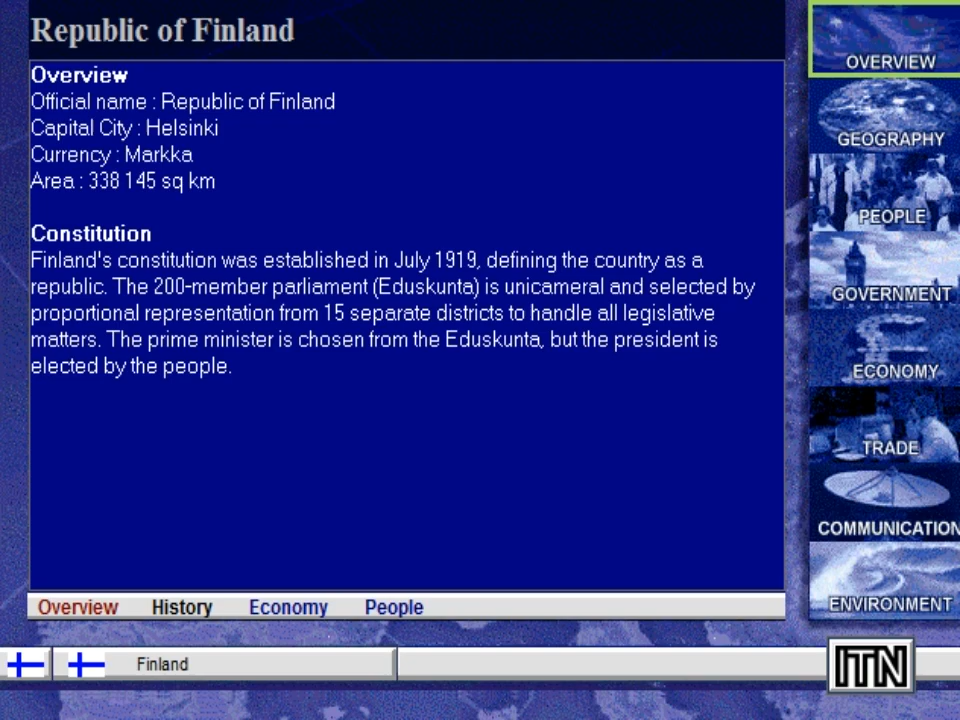 Republic of Finland
Overview
Official name : Republic of Finland
Capital City : Helsinki
Currency : Markka
Area : 338 145 sq km
Constitution
Finland's constitution was established in July 1919, defining the country as a
republic. The 200-member parliament (Eduskunta) is unicameral and selected by
proportional representation from 15 separate districts to handle all legislative
matters. The prime minister is chosen from the Eduskunta, but the president is
elected by the people.
Overview History Economy People
Finland
OVERVIEW
GEOGRAPHY
PEOPLE
GOVERNMENT
ECONOMY
TRADE
COMMUNICATION
ENVIRONMENT
ITN